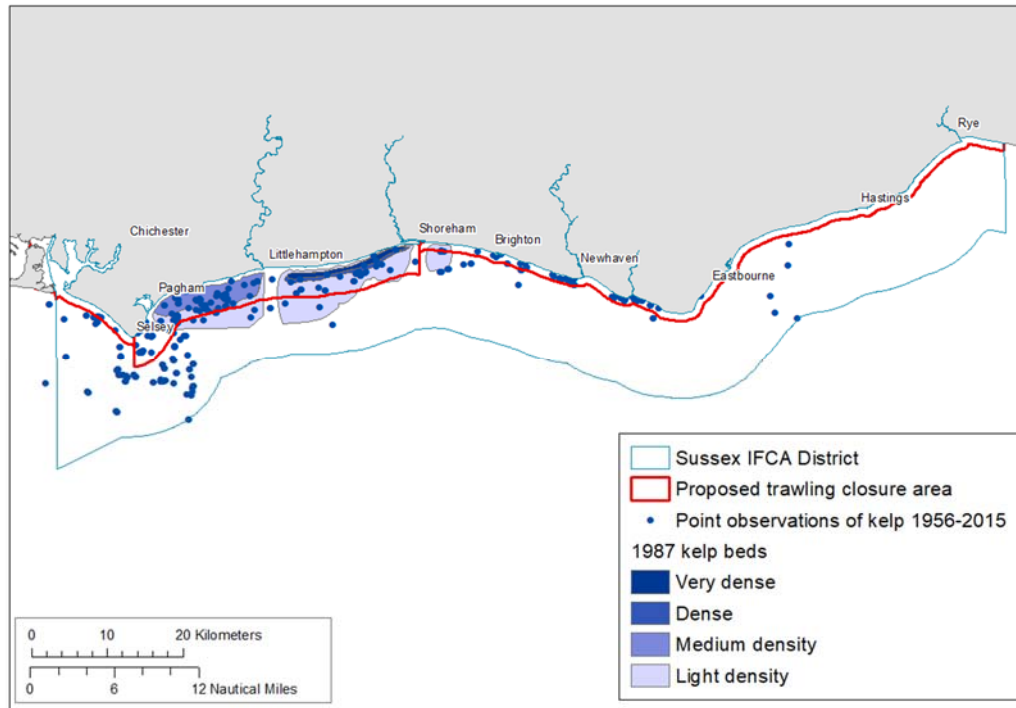 Rye
Hastings
Chichester
Shoreham
Brighton
Littlehampton
Newhaven
Eastbourne
Pagham
Selsey
Sussex IFCA District
Proposed trawling closure area
Point observations of kelp 1956-2015
1987 kelp beds
Very dense
Dense
Medium density
Light density
0 10 20 Kilometers
0 6 12 Nautical Miles